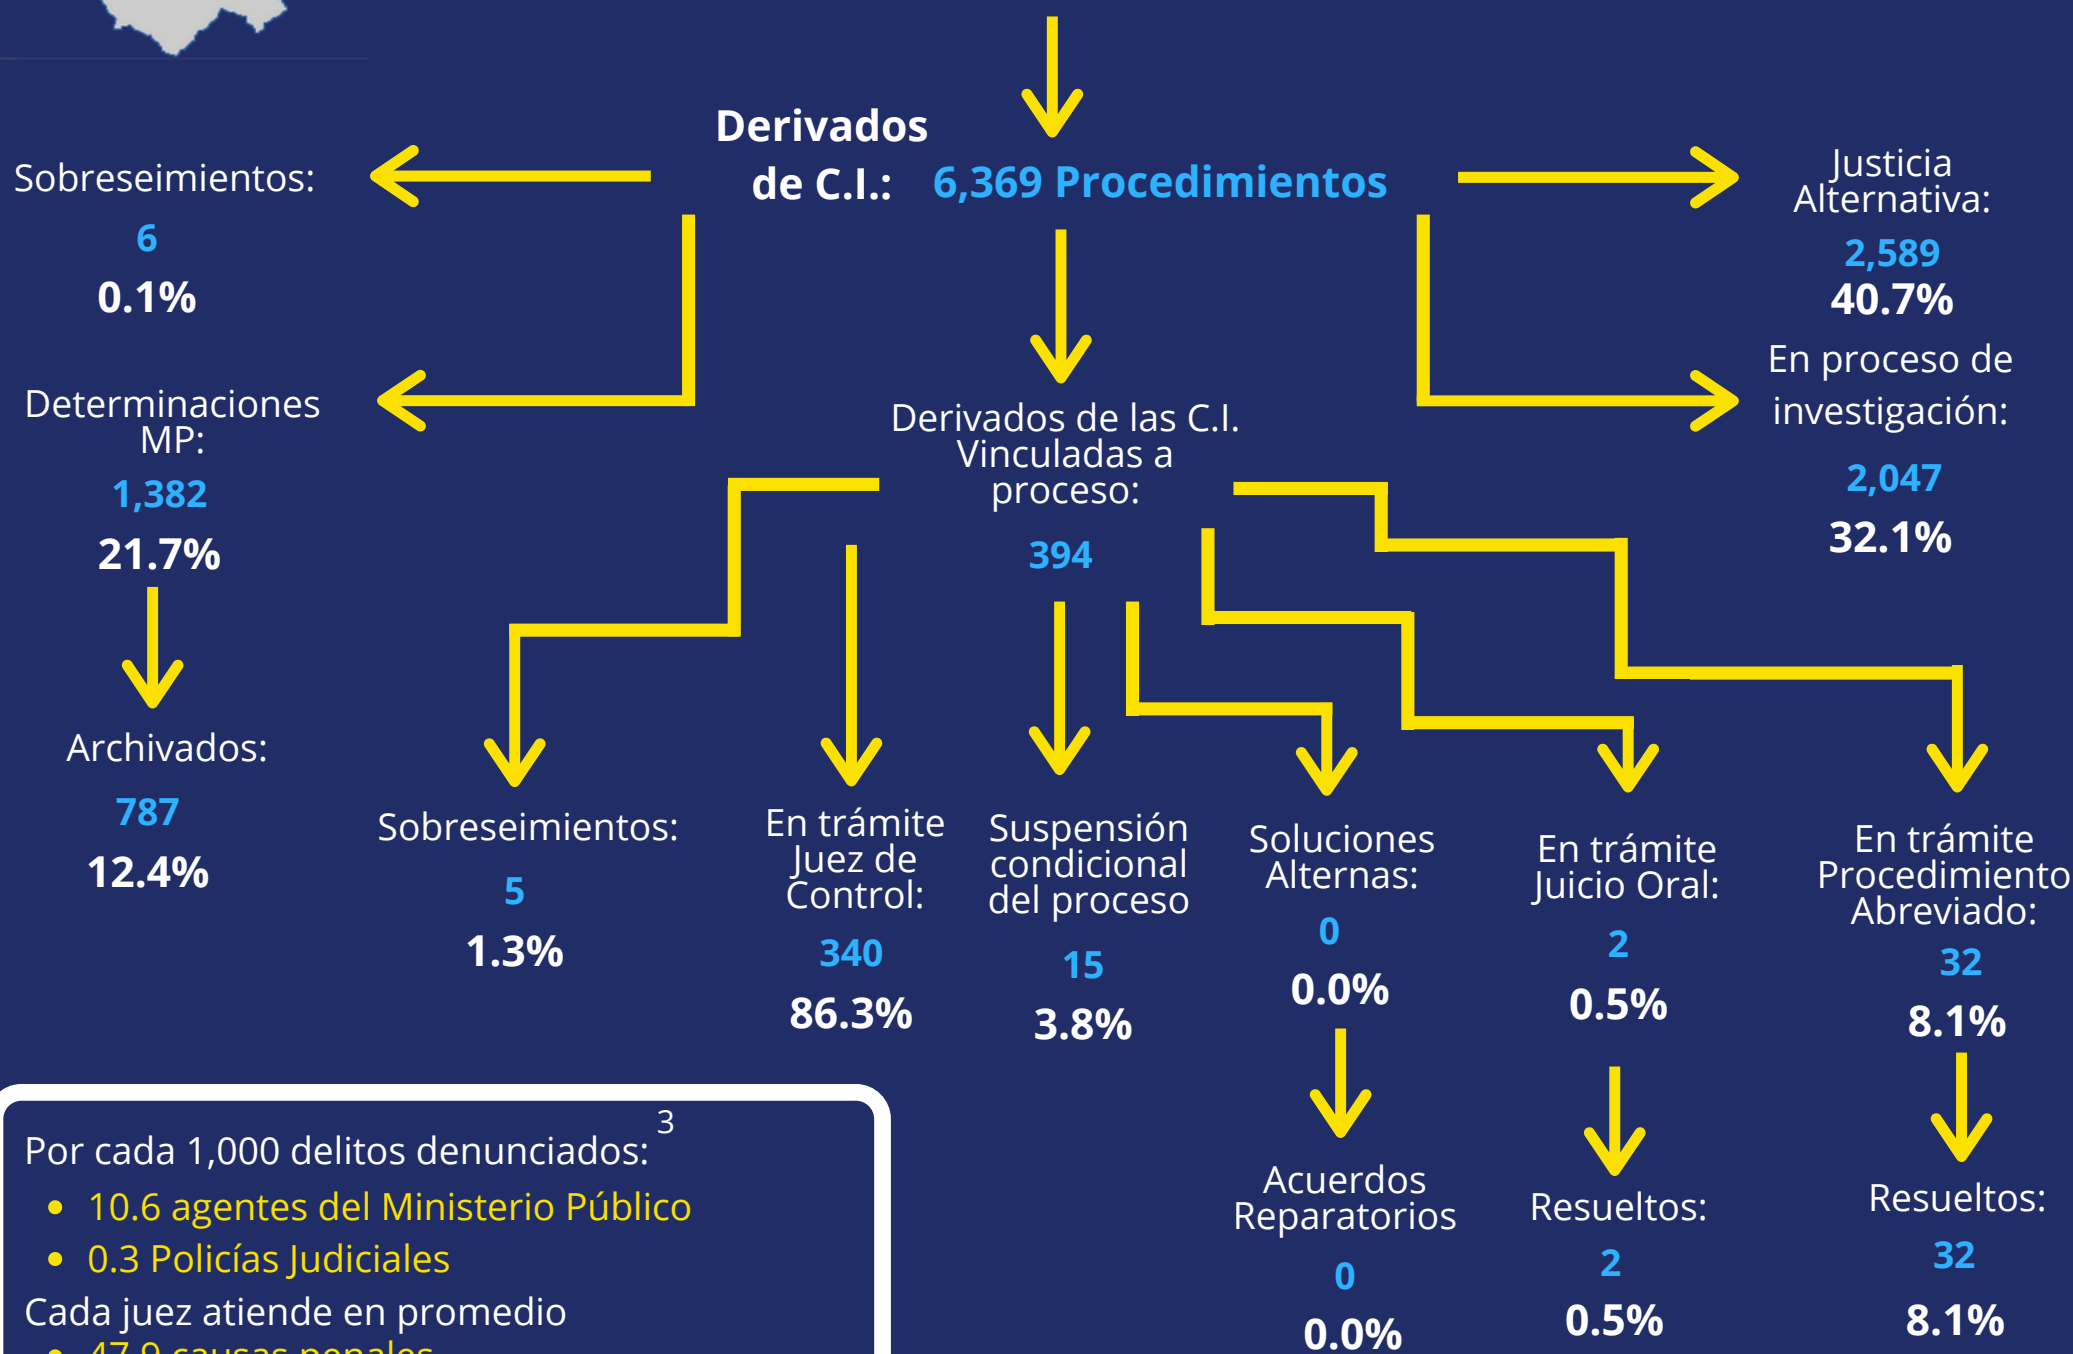 Derivados
de C.I.: 6,369 Procedimientos
Sobreseimientos:
6
0.1%
Justicia
Alternativa:
2,589
40.7%
Determinaciones
MP:
1,382
21.7%
En proceso de
investigación:
2,047
32.1%
Derivados de las C.I.
Vinculadas a
proceso:
394
Archivados:
787
12.4%
Sobreseimientos:
5
1.3%
En trámite
Juez de
Control:
340
86.3%
Suspensión
condicional
del proceso
15
3.8%
Soluciones
Alternas:
0
0.0%
En trámite
Juicio Oral:
2
0.5%
En trámite
Procedimiento
Abreviado:
32
8.1%
Acuerdos
Reparatorios
0
0.0%
Resueltos:
2
0.5%
Resueltos:
32
8.1%
Por cada 1,000 delitos denunciados: 3
• 10.6 agentes del Ministerio Público
• 0.3 Policías Judiciales
Cada juez atiende en promedio
• 47.9 causas penales